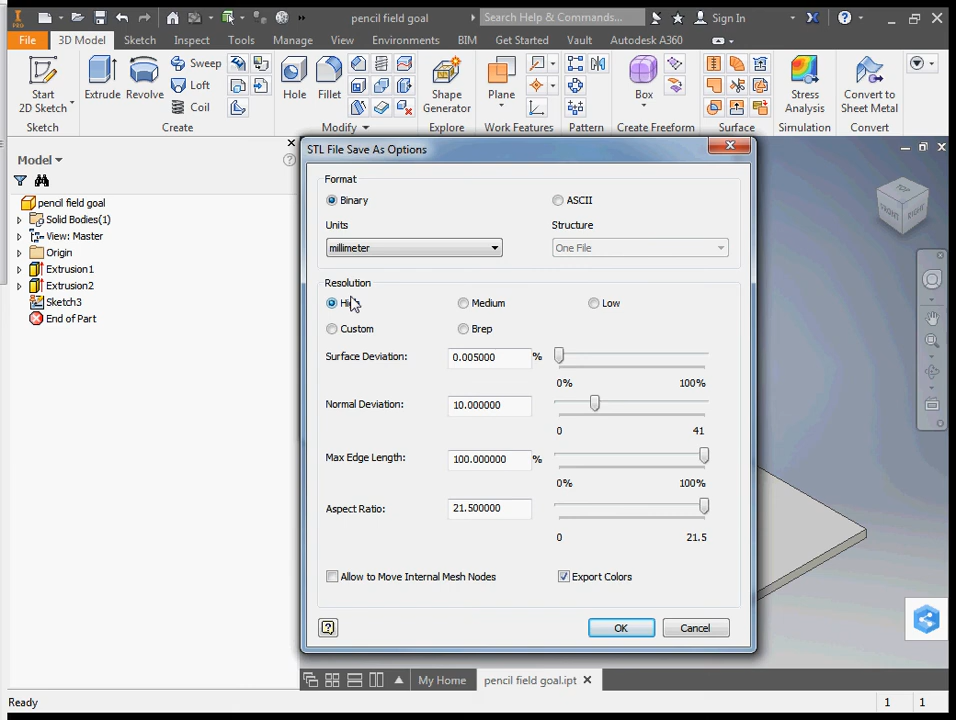 PRO
pencil field goal
Search Help & Commands...
Sign In
File
3D Model
Sketch
Inspect
Tools
Manage
View
Environments
BIM
Get Started
Vault
Autodesk A360
Start
2D Sketch
Extrude
Revolve
Sweep
Loft
Coil
Hole
Fillet
Shape
Generator
Plane
Box
Stress
Analysis
Convert to
Sheet Metal
Sketch
Create
Modify
Explore
Work Features
Pattern
Create Freeform
Surface
Simulation
Convert
Model
pencil field goal
Solid Bodies(1)
View: Master
Origin
Extrusion1
Extrusion2
Sketch3
End of Part
STL File Save As Options
Format
Binary
ASCII
Units
Structure
millimeter
One File
Resolution
Medium
Low
Custom
Brep
Surface Deviation:
0.005000
%
0%
100%
Normal Deviation:
10.000000
0
41
Max Edge Length:
100.000000
%
0%
100%
Aspect Ratio:
21.500000
0
21.5
Allow to Move Internal Mesh Nodes
Export Colors
OK
Cancel
TOP
FRONT
RIGHT
My Home
pencil field goal.ipt
Ready
1
1